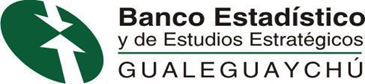 Banco Estadístico
y de Estudios Estratégicos
GUALEGUAYCHÚ